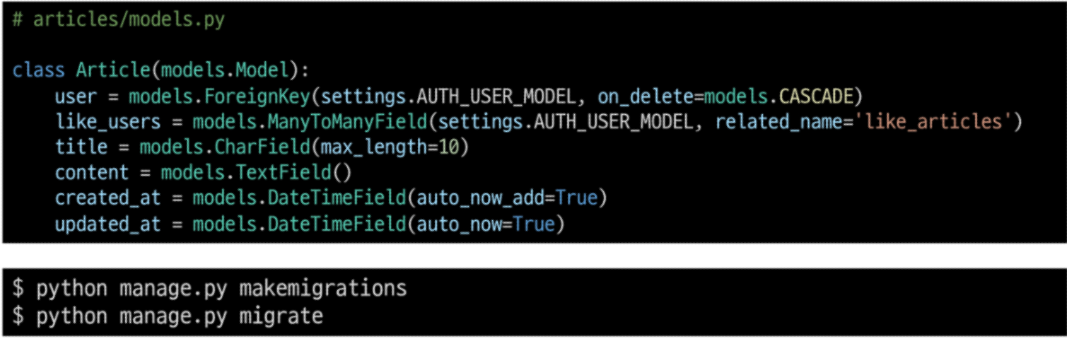 # articles/models.py
class Article(models.Model):
    user = models.ForeignKey(settings.AUTH_USER_MODEL, on_delete=models.CASCADE)
    like_users = models.ManyToManyField(settings.AUTH_USER_MODEL, related_name='like_articles')
    title = models.CharField(max_length=10)
    content = models.TextField()
    created_at = models.DateTimeField(auto_now_add=True)
    updated_at = models.DateTimeField(auto_now=True)
$ python manage.py makemigrations
$ python manage.py migrate